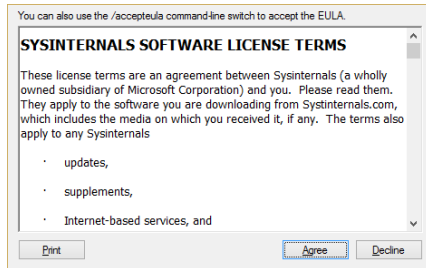 You can also use the /accepteula command-line switch to accept the EULA.
SYSINTERNALS SOFTWARE LICENSE TERMS
These license terms are an agreement between Sysinternals (a wholly
owned subsidiary of Microsoft Corporation) and you.  Please read them.
They apply to the software you are downloading from Systinternals.com,
which includes the media on which you received it, if any.  The terms also
apply to any Sysinternals
· updates,
· supplements,
· Internet-based services, and
Print Agree Decline